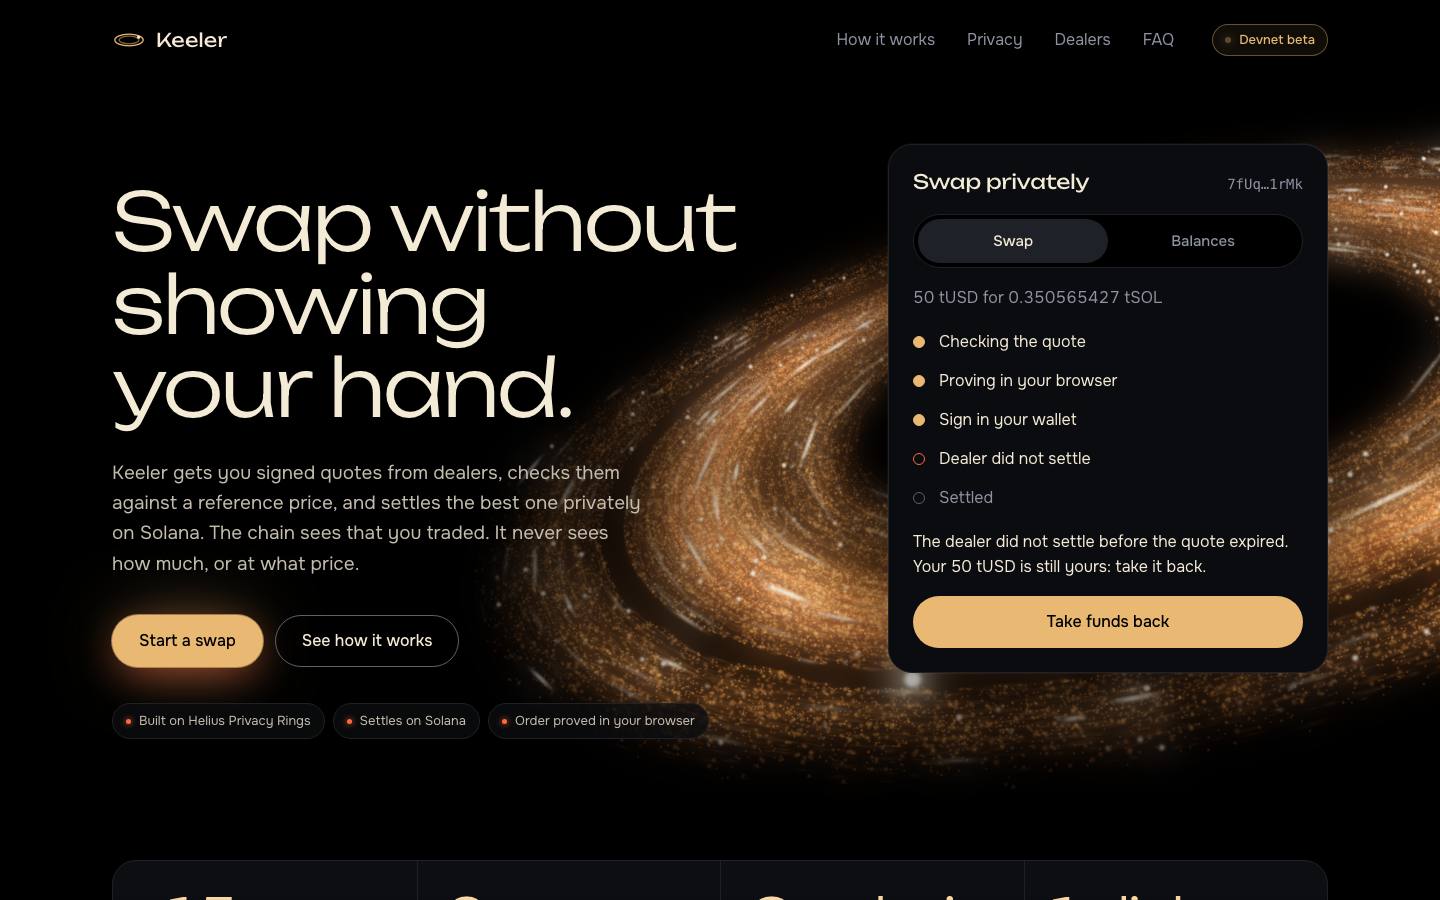 Keeler
How it works
Privacy
Dealers
FAQ
Devnet beta
Swap without
showing
your hand.
Keeler gets you signed quotes from dealers, checks them
against a reference price, and settles the best one privately
on Solana. The chain sees that you traded. It never sees
how much, or at what price.
Start a swap
See how it works
Built on Helius Privacy Rings
Settles on Solana
Order proved in your browser
Swap privately
7fUq…1rMk
Swap
Balances
50 tUSD for 0.350565427 tSOL
Checking the quote
Proving in your browser
Sign in your wallet
Dealer did not settle
Settled
The dealer did not settle before the quote expired.
Your 50 tUSD is still yours: take it back.
Take funds back